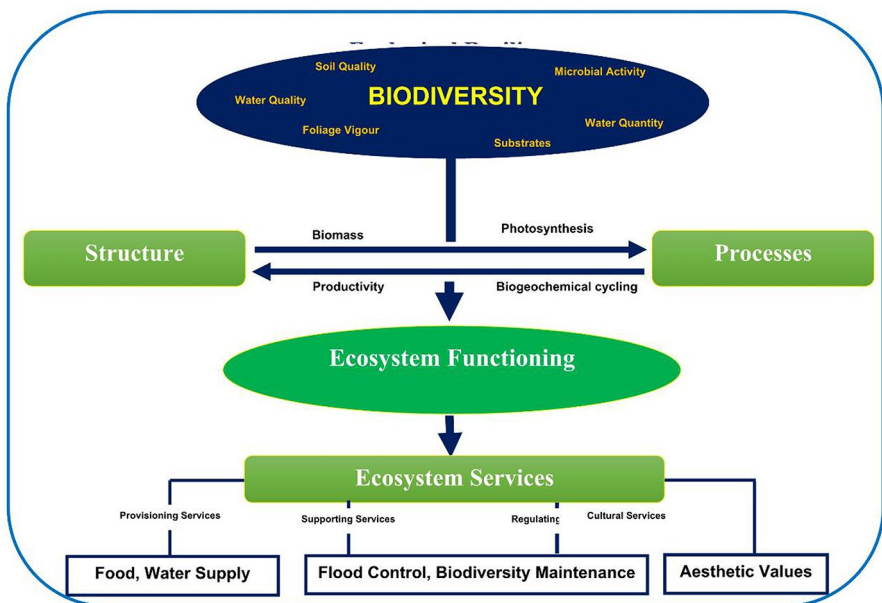 Soil Quality
Microbial Activity
BIODIVERSITY
Water Quality
Water Quantity
Foliage Vigour
Substrates
Biomass
Photosynthesis
Structure
Processes
Productivity
Biogeochemical cycling
Ecosystem Functioning
Ecosystem Services
Provisioning Services
Supporting Services
Regulating
Cultural Services
Food, Water Supply
Flood Control, Biodiversity Maintenance
Aesthetic Values